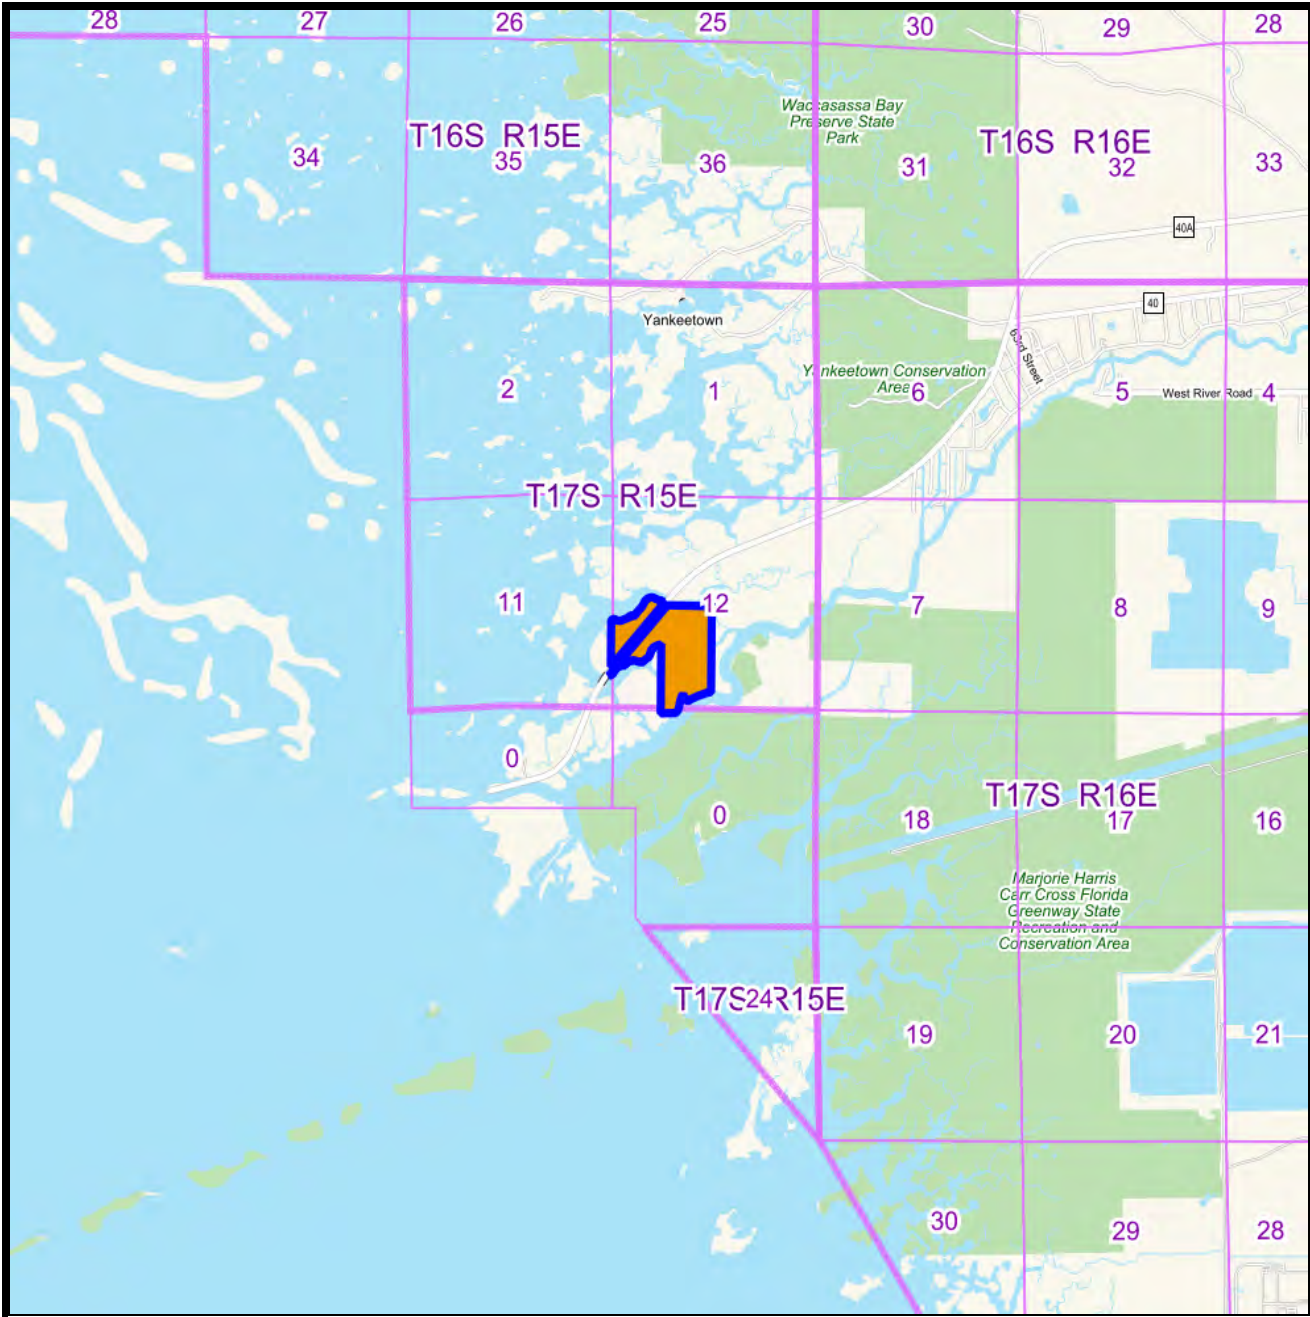 28
27
26
25
30
29
28
Waccasassa Bay
Preserve State
Park
T16S R15E
T16S R16E
34
35
36
31
32
33
40A
40
Yankeetown
63rd Street
Yankeetown Conservation
Area
2
1
6
5
West River Road
4
T17S R15E
11
12
7
8
9
0
0
T17S R16E
18
17
16
Marjorie Harris
Carr Cross Florida
Greenway State
Recreation and
Conservation Area
T17S R15E
24
19
20
21
30
29
28